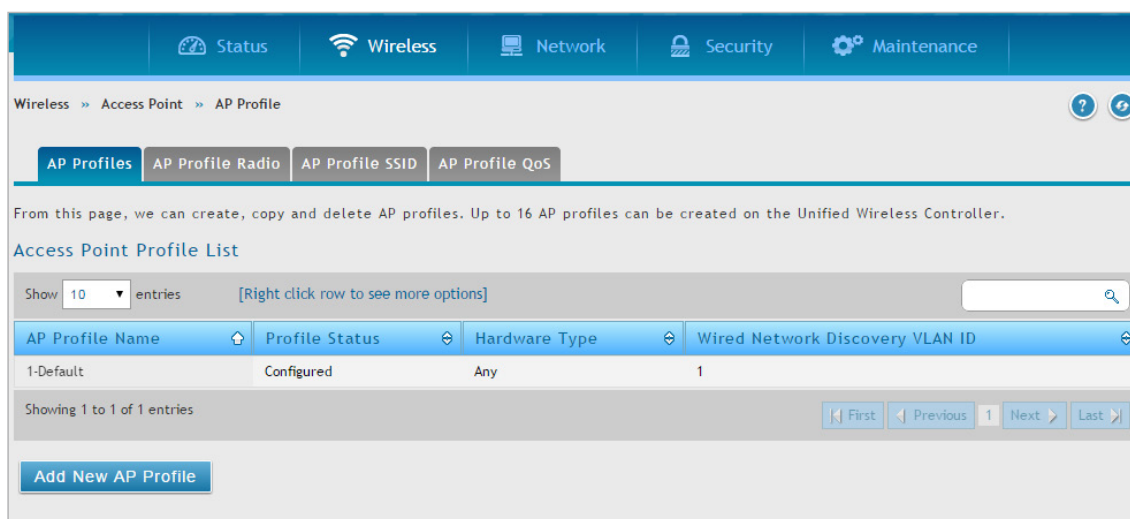 Status Wireless Network Security Maintenance
Wireless » Access Point » AP Profile ?
AP Profiles AP Profile Radio AP Profile SSID AP Profile QoS
From this page, we can create, copy and delete AP profiles. Up to 16 AP profiles can be created on the Unified Wireless Controller.
Access Point Profile List
Show 10 entries [Right click row to see more options]
AP Profile Name Profile Status Hardware Type Wired Network Discovery VLAN ID
1-Default Configured Any 1
Showing 1 to 1 of 1 entries First Previous 1 Next Last
Add New AP Profile